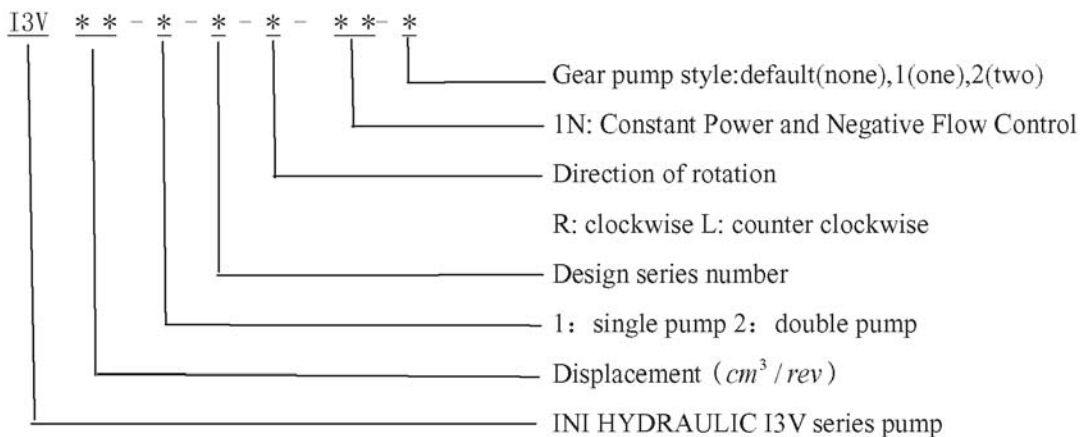 I3V ** - * - * - * - ** - *
Gear pump style:default(none),1(one),2(two)
1N: Constant Power and Negative Flow Control
Direction of rotation
R: clockwise L: counter clockwise
Design series number
1： single pump 2： double pump
Displacement（cm³/rev）
INI HYDRAULIC I3V series pump